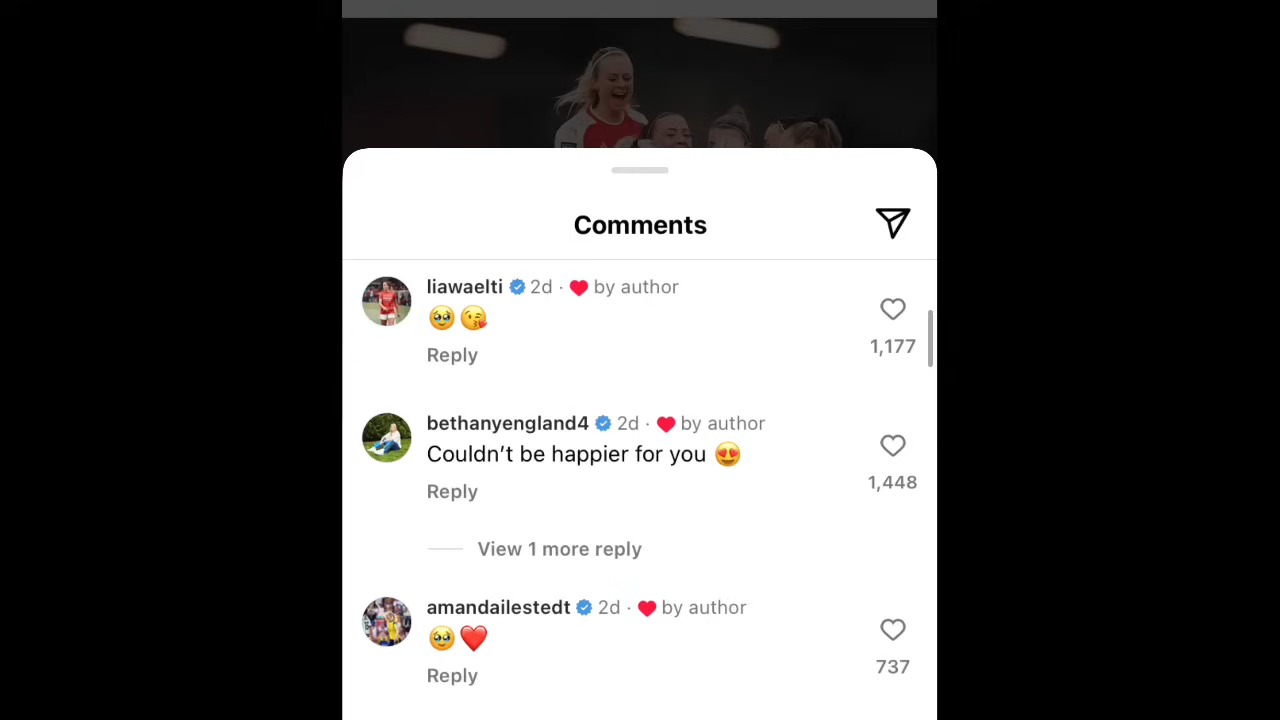 Comments
liawaelti 2d · ❤️ by author
🥹😘
Reply
1,177
bethanyengland4 2d · ❤️ by author
Couldn’t be happier for you 😍
Reply
1,448
View 1 more reply
amandailestedt 2d · ❤️ by author
🥹❤️
Reply
737